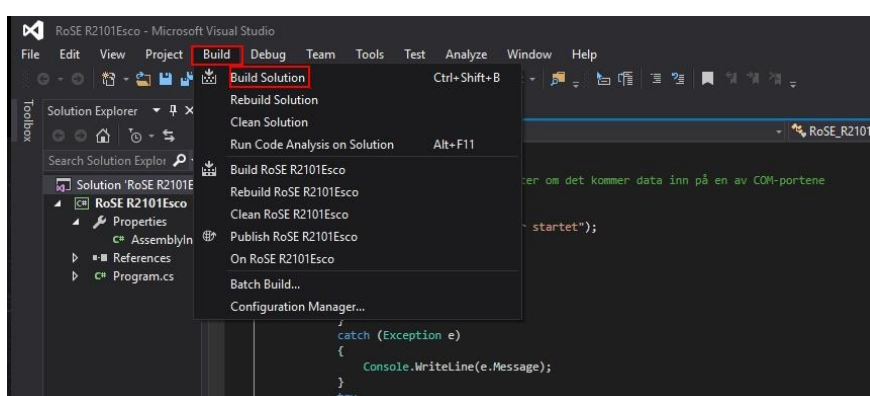 RoSE R2101Esco - Microsoft Visual Studio
File Edit View Project Build Debug Team Tools Test Analyze Window Help
Build Solution Ctrl+Shift+B
Toolbox
Solution Explorer
Rebuild Solution
Clean Solution
RoSE_R2101
Run Code Analysis on Solution Alt+F11
Search Solution Explor
Build RoSE R2101Esco
ter om det kommer data inn på en av COM-portene
Solution 'RoSE R2101E
Rebuild RoSE R2101Esco
C# RoSE R2101Esco
Clean RoSE R2101Esco
Properties
startet");
C# AssemblyIn
Publish RoSE R2101Esco
References
On RoSE R2101Esco
C# Program.cs
Batch Build...
Configuration Manager...
}
catch (Exception e)
{
Console.WriteLine(e.Message);
}
try